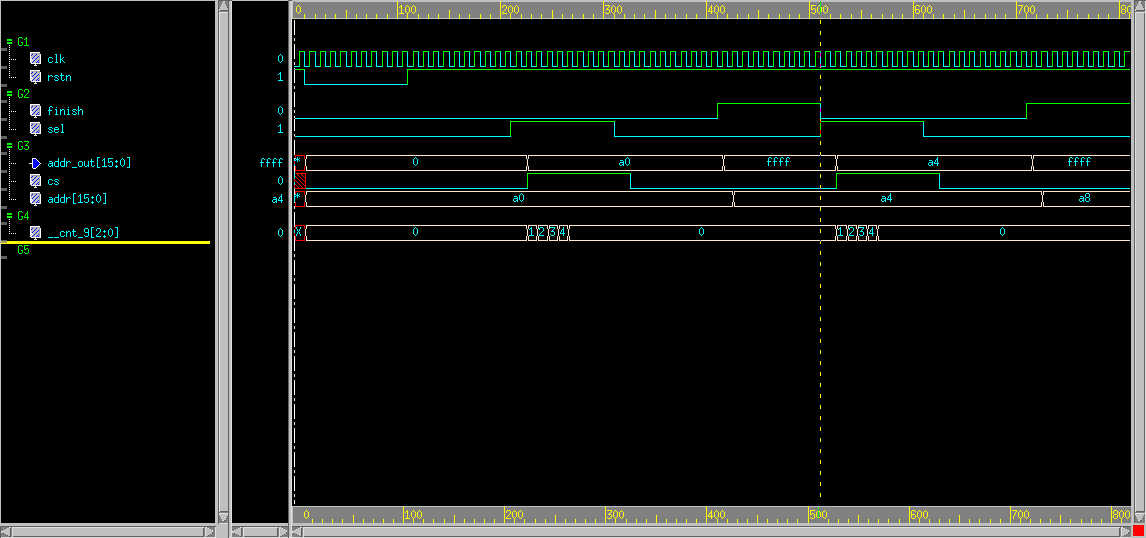 0 100 200 300 400 500 600 700 80
G1
clk 0
rstn 1
G2
finish 0
sel 1
G3
addr_out[15:0] ffff * 0 a0 ffff a4 ffff
cs 0
addr[15:0] a4 * a0 a4 a8
G4
__cnt_9[2:0] 0 X 0 1 2 3 4 0 1 2 3 4 0
G5
0 100 200 300 400 500 600 700 800